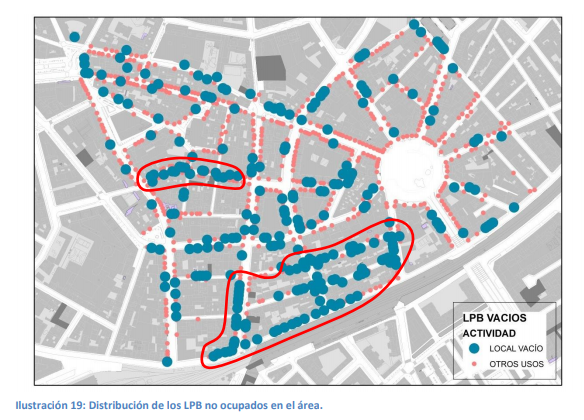 LPB VACIOS
ACTIVIDAD
LOCAL VACÍO
OTROS USOS
Ilustración 19: Distribución de los LPB no ocupados en el área.